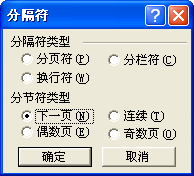 分隔符
分隔符类型
分页符(P) 分栏符(C)
换行符(W)
分节符类型
下一页(N) 连续(T)
偶数页(E) 奇数页(O)
确定 取消